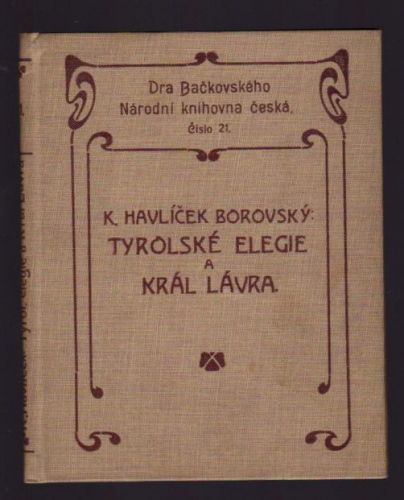 Dra Bačkovského
Národní knihovna česká.
Číslo 21.
K. HAVLÍČEK BOROVSKÝ:
TYROLSKÉ ELEGIE
A
KRÁL LÁVRA.